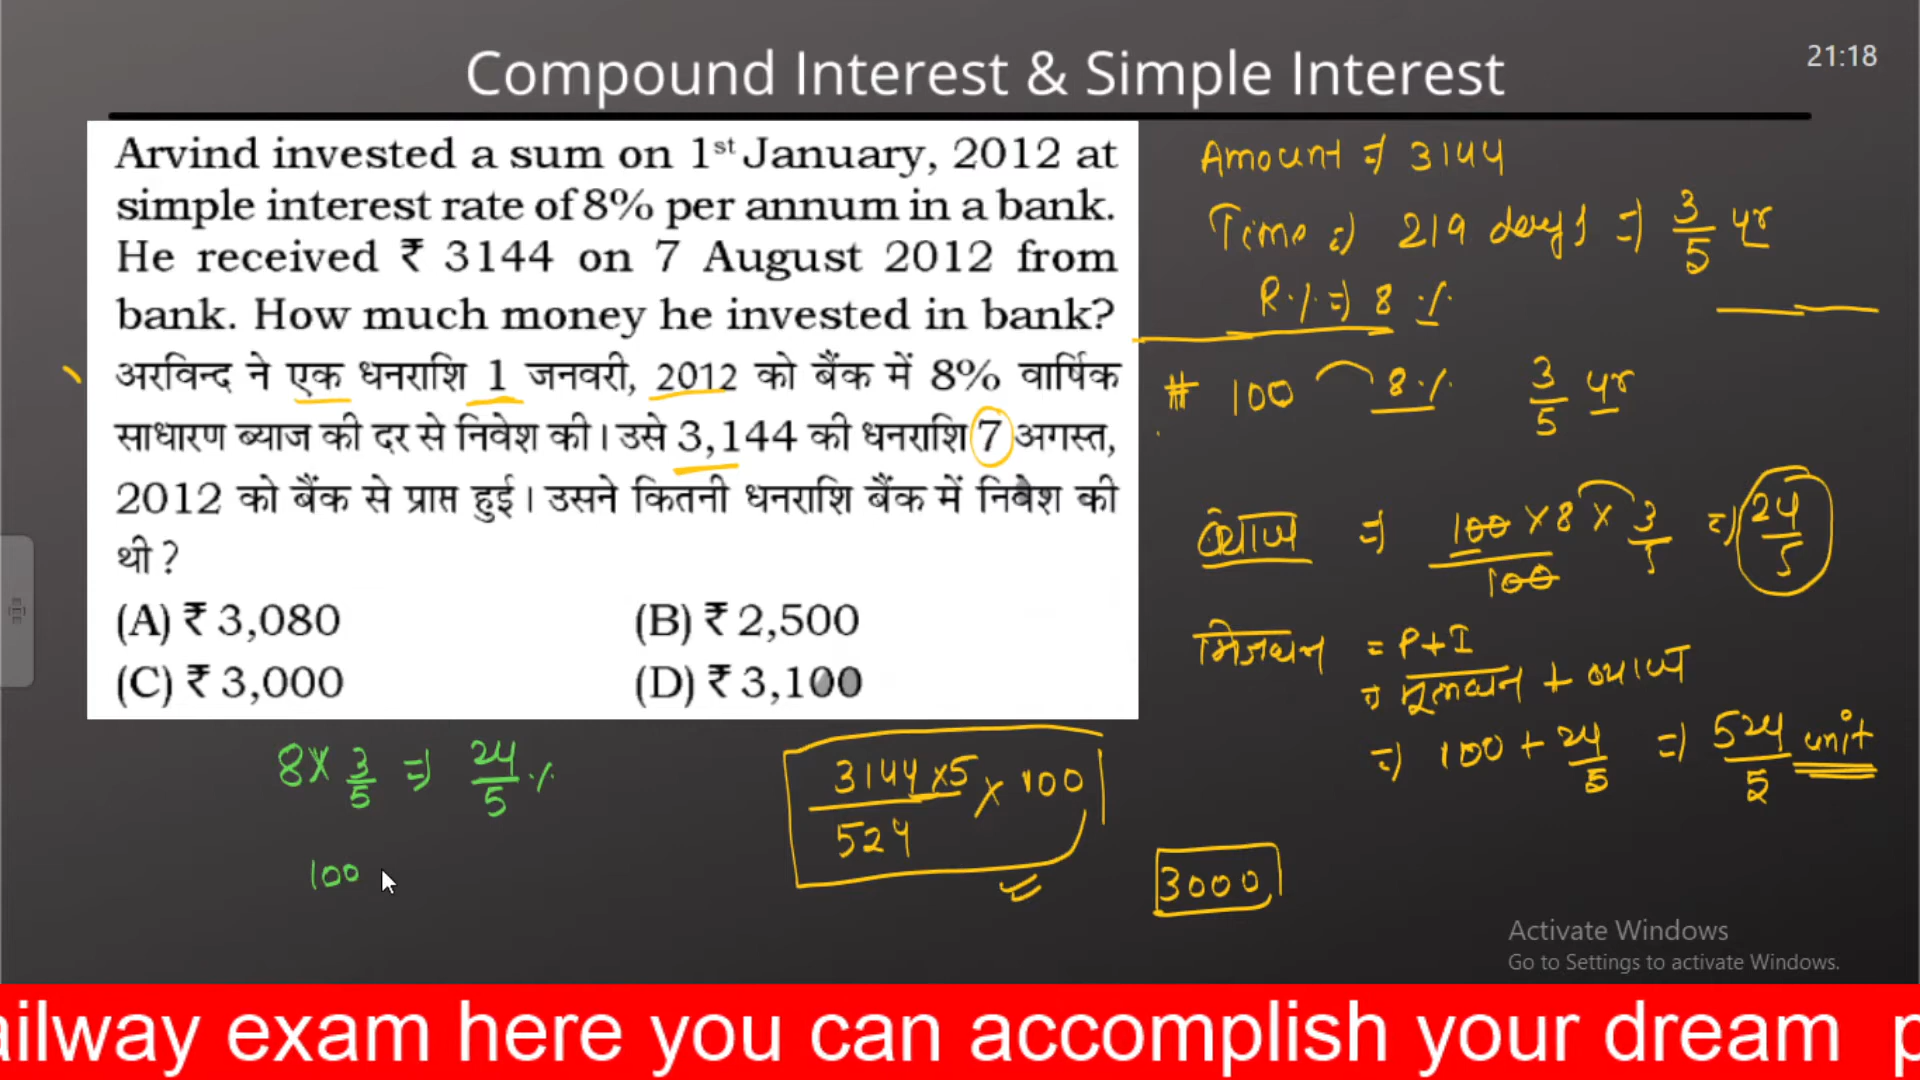 Compound Interest & Simple Interest
21:18
Arvind invested a sum on 1st January, 2012 at
simple interest rate of 8% per annum in a bank.
He received ₹ 3144 on 7 August 2012 from
bank. How much money he invested in bank?
अरविन्द ने एक धनराशि 1 जनवरी, 2012 को बैंक में 8% वार्षिक
साधारण ब्याज की दर से निवेश की। उसे 3,144 की धनराशि 7 अगस्त,
2012 को बैंक से प्राप्त हुई। उसने कितनी धनराशि बैंक में निवेश की
थी ?
(A) ₹ 3,080 (B) ₹ 2,500
(C) ₹ 3,000 (D) ₹ 3,100
Amount => 3144
Time => 219 days => 3/5 yr
R% => 8 %
# 100 8% 3/5 yr
ब्याज => 100 × 8 × 3/5 / 100 => 24/5
मिश्रधन = P+I
=> मूलधन + ब्याज
=> 100 + 24/5 => 524/5 unit
8 × 3/5 => 24/5 %
100
3144 × 5 / 524 × 100
3000
Activate Windows
Go to Settings to activate Windows.
ailway exam here you can accomplish your dream p